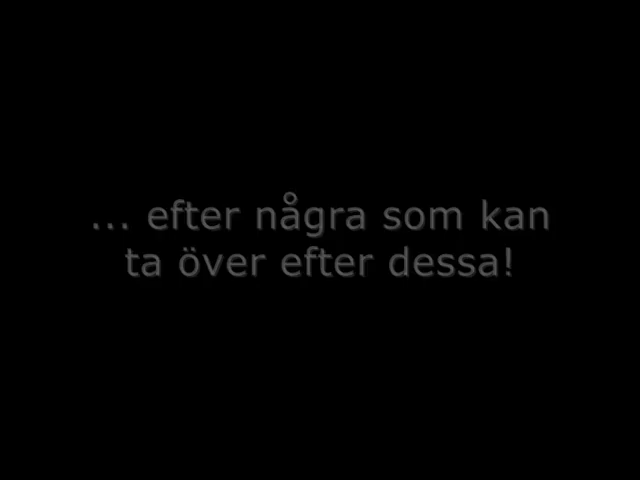 ... efter några som kan
ta över efter dessa!